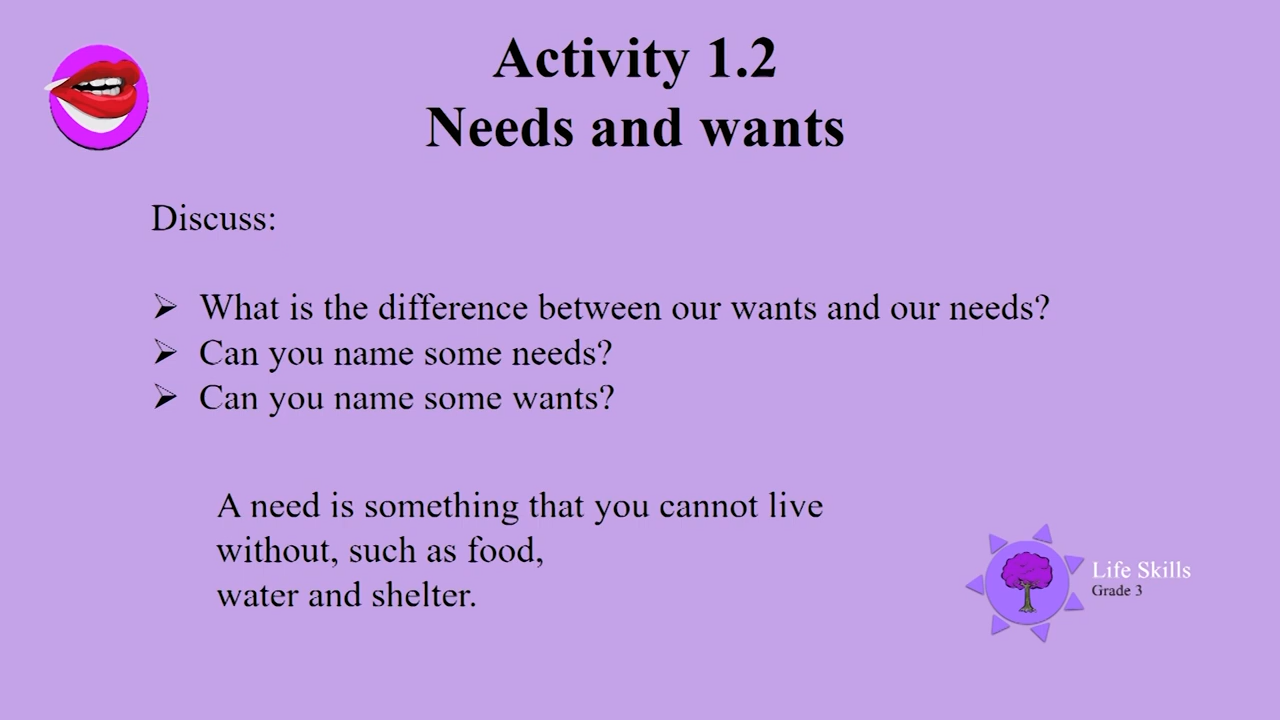 Activity 1.2
Needs and wants
Discuss:
➢ What is the difference between our wants and our needs?
➢ Can you name some needs?
➢ Can you name some wants?
A need is something that you cannot live
without, such as food,
water and shelter.
Life Skills
Grade 3